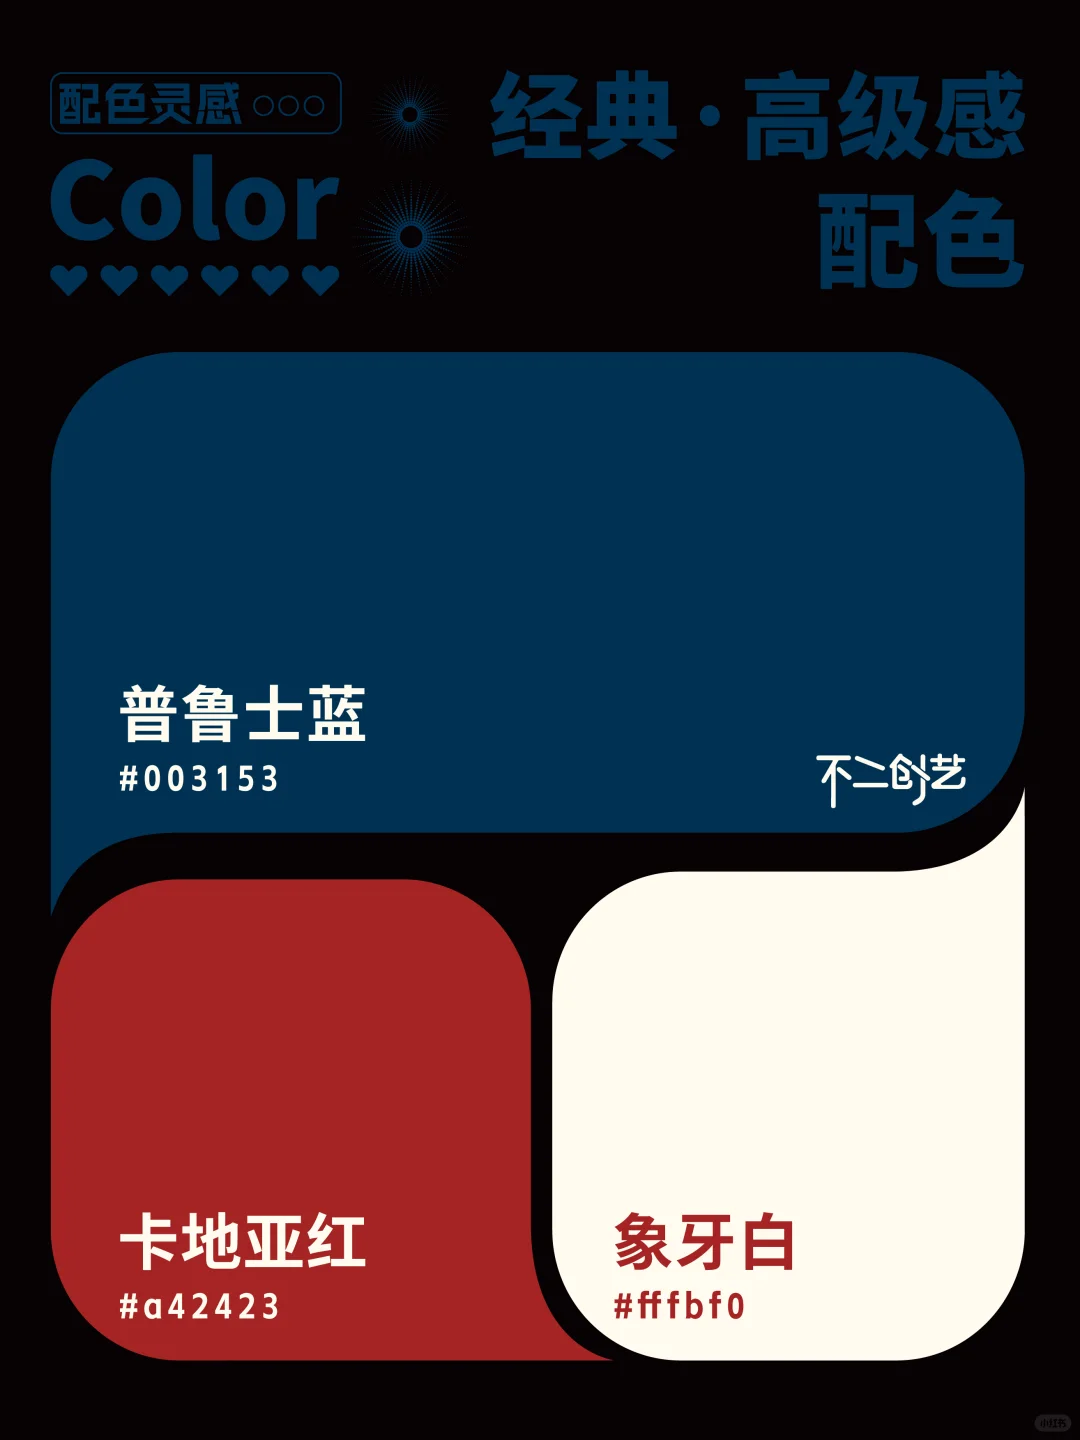 配色灵感 ○○○
Color
经典·高级感
配色
普鲁士蓝
#003153
不二创艺
卡地亚红
#a42423
象牙白
#fffbf0
小红书